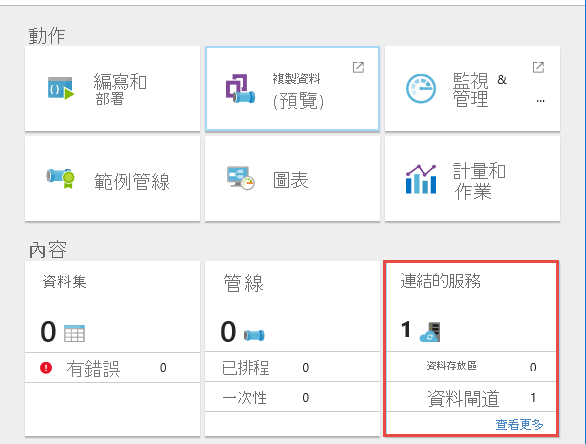 動作
編寫和
部署
複製資料
(預覽)
監視 &
管理
...
範例管線
圖表
計量和
作業
內容
資料集
0
有錯誤 0
管線
0
已排程 0
一次性 0
連結的服務
1
資料存放區 0
資料閘道 1
查看更多